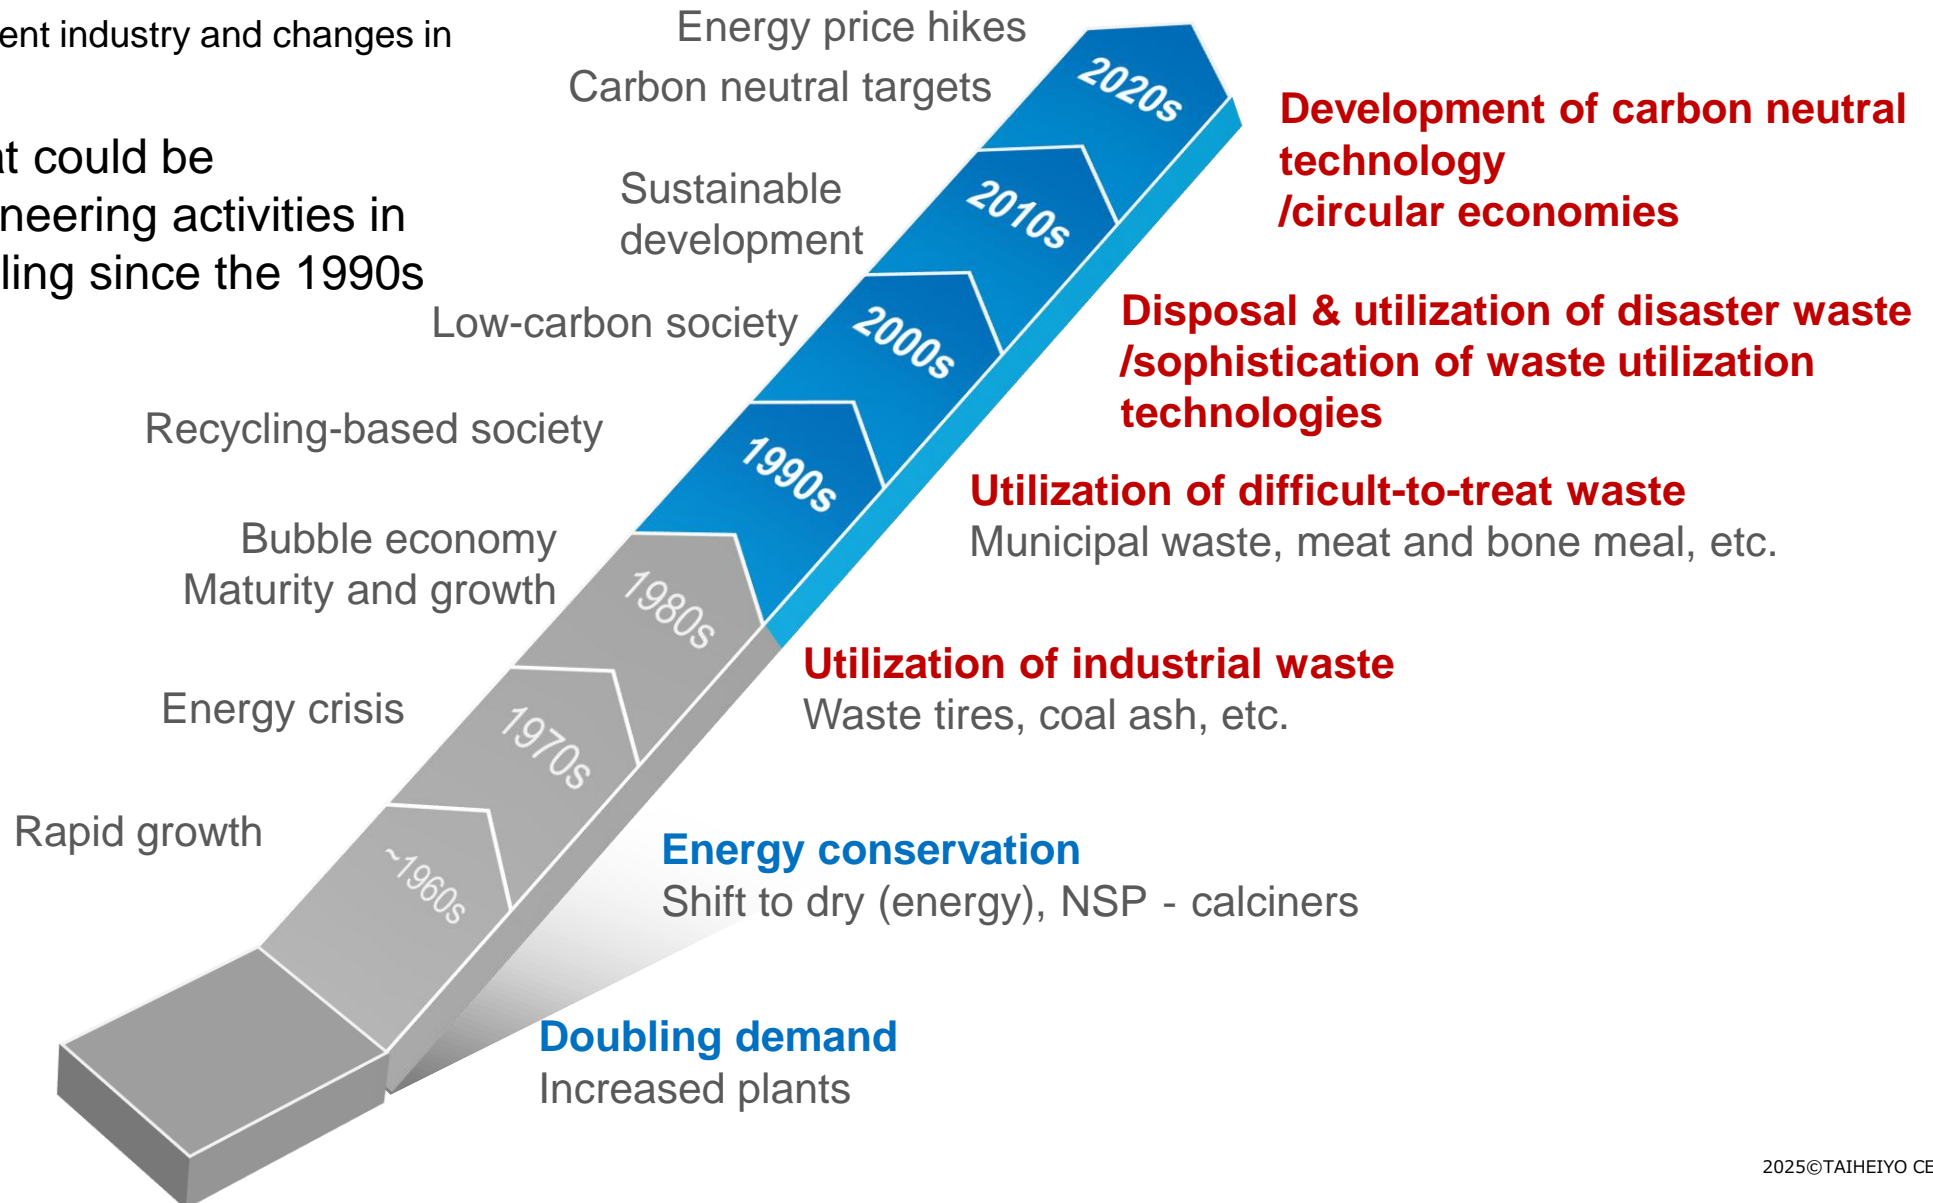 ent industry and changes in
at could be
neering activities in
ling since the 1990s
Energy price hikes
Carbon neutral targets
Sustainable
development
Low-carbon society
Recycling-based society
Bubble economy
Maturity and growth
Energy crisis
Rapid growth
2020s
2010s
2000s
1990s
1980s
1970s
~1960s
Development of carbon neutral
technology
/circular economies
Disposal & utilization of disaster waste
/sophistication of waste utilization
technologies
Utilization of difficult-to-treat waste
Municipal waste, meat and bone meal, etc.
Utilization of industrial waste
Waste tires, coal ash, etc.
Energy conservation
Shift to dry (energy), NSP - calciners
Doubling demand
Increased plants
2025©TAIHEIYO CE